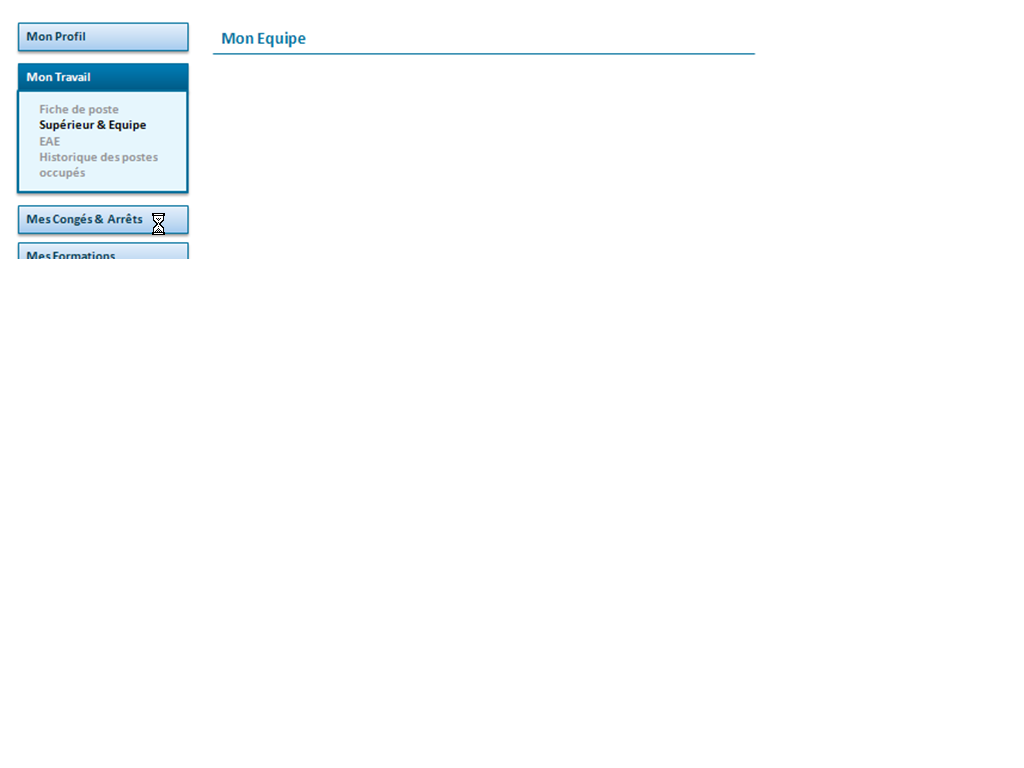 Mon Profil
Mon Travail
Fiche de poste
Supérieur & Equipe
EAE
Historique des postes
occupés
Mes Congés & Arrêts
Mes Formations
Mon Equipe